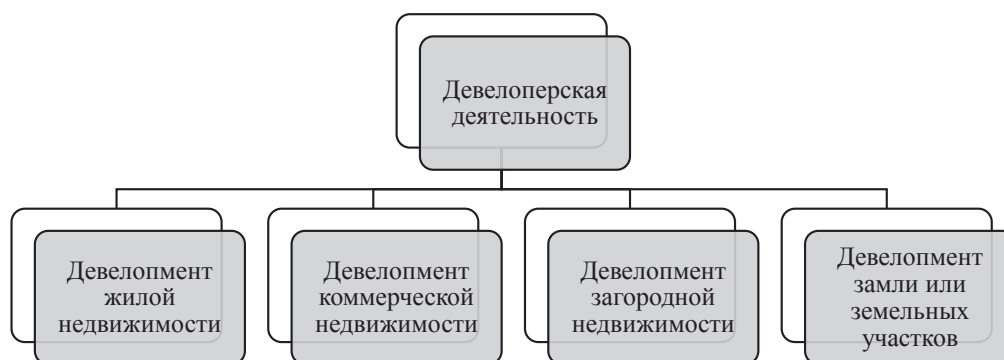 Девелоперская
деятельность
Девелопмент
жилой
недвижимости
Девелопмент
коммерческой
недвижимости
Девелопмент
загородной
недвижимости
Девелопмент
замли или
земельных
участков